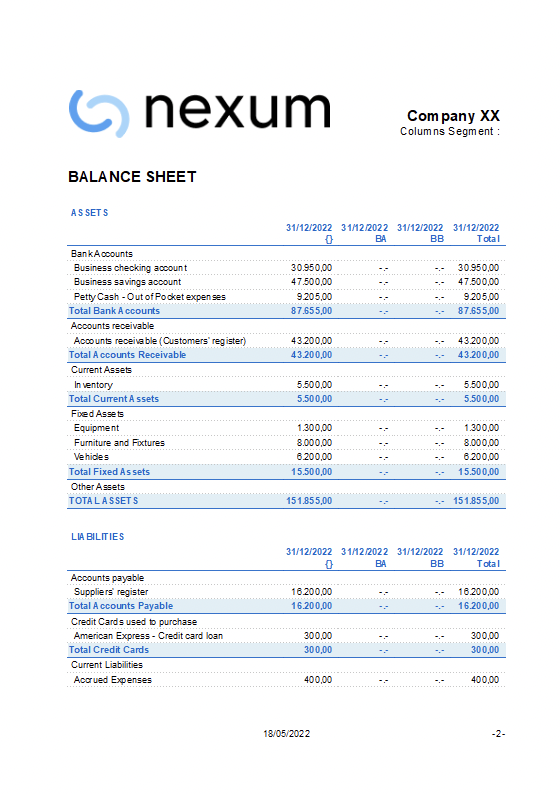 nexum
Company XX
Columns Segment :
BALANCE SHEET
ASSETS
31/12/2022 31/12/2022 31/12/2022 31/12/2022
{} BA BB Total
Bank Accounts
Business checking account 30.950,00 -.- -.- 30.950,00
Business savings account 47.500,00 -.- -.- 47.500,00
Petty Cash - Out of Pocket expenses 9.205,00 -.- -.- 9.205,00
Total Bank Accounts 87.655,00 -.- -.- 87.655,00
Accounts receivable
Accounts receivable (Customers' register) 43.200,00 -.- -.- 43.200,00
Total Accounts Receivable 43.200,00 -.- -.- 43.200,00
Current Assets
Inventory 5.500,00 -.- -.- 5.500,00
Total Current Assets 5.500,00 -.- -.- 5.500,00
Fixed Assets
Equipment 1.300,00 -.- -.- 1.300,00
Furniture and Fixtures 8.000,00 -.- -.- 8.000,00
Vehicles 6.200,00 -.- -.- 6.200,00
Total Fixed Assets 15.500,00 -.- -.- 15.500,00
Other Assets
TOTAL ASSETS 151.855,00 -.- -.- 151.855,00
LIABILITIES
31/12/2022 31/12/2022 31/12/2022 31/12/2022
{} BA BB Total
Accounts payable
Suppliers' register 16.200,00 -.- -.- 16.200,00
Total Accounts Payable 16.200,00 -.- -.- 16.200,00
Credit Cards used to purchase
American Express - Credit card loan 300,00 -.- -.- 300,00
Total Credit Cards 300,00 -.- -.- 300,00
Current Liabilities
Accrued Expenses 400,00 -.- -.- 400,00
18/05/2022 -2-